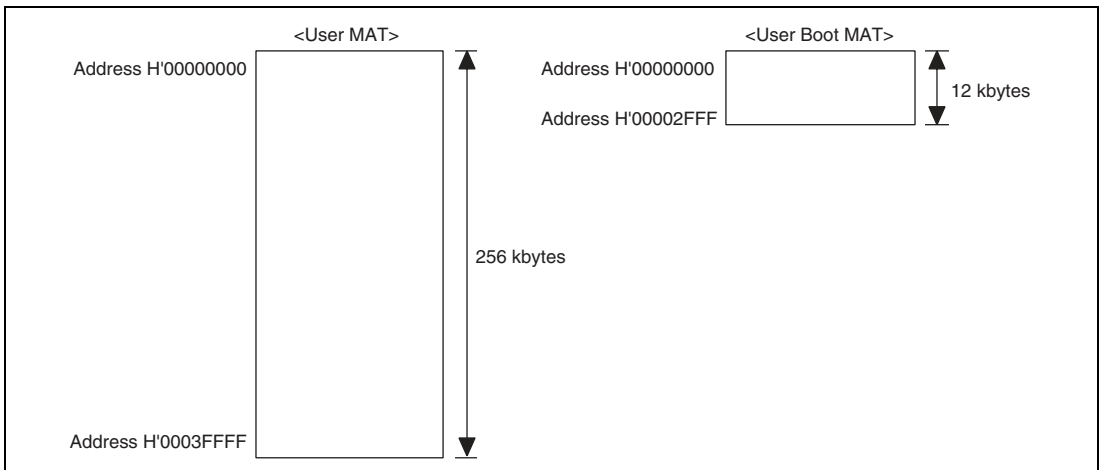 <User MAT>
Address H'00000000
256 kbytes
Address H'0003FFFF
<User Boot MAT>
Address H'00000000
12 kbytes
Address H'00002FFF